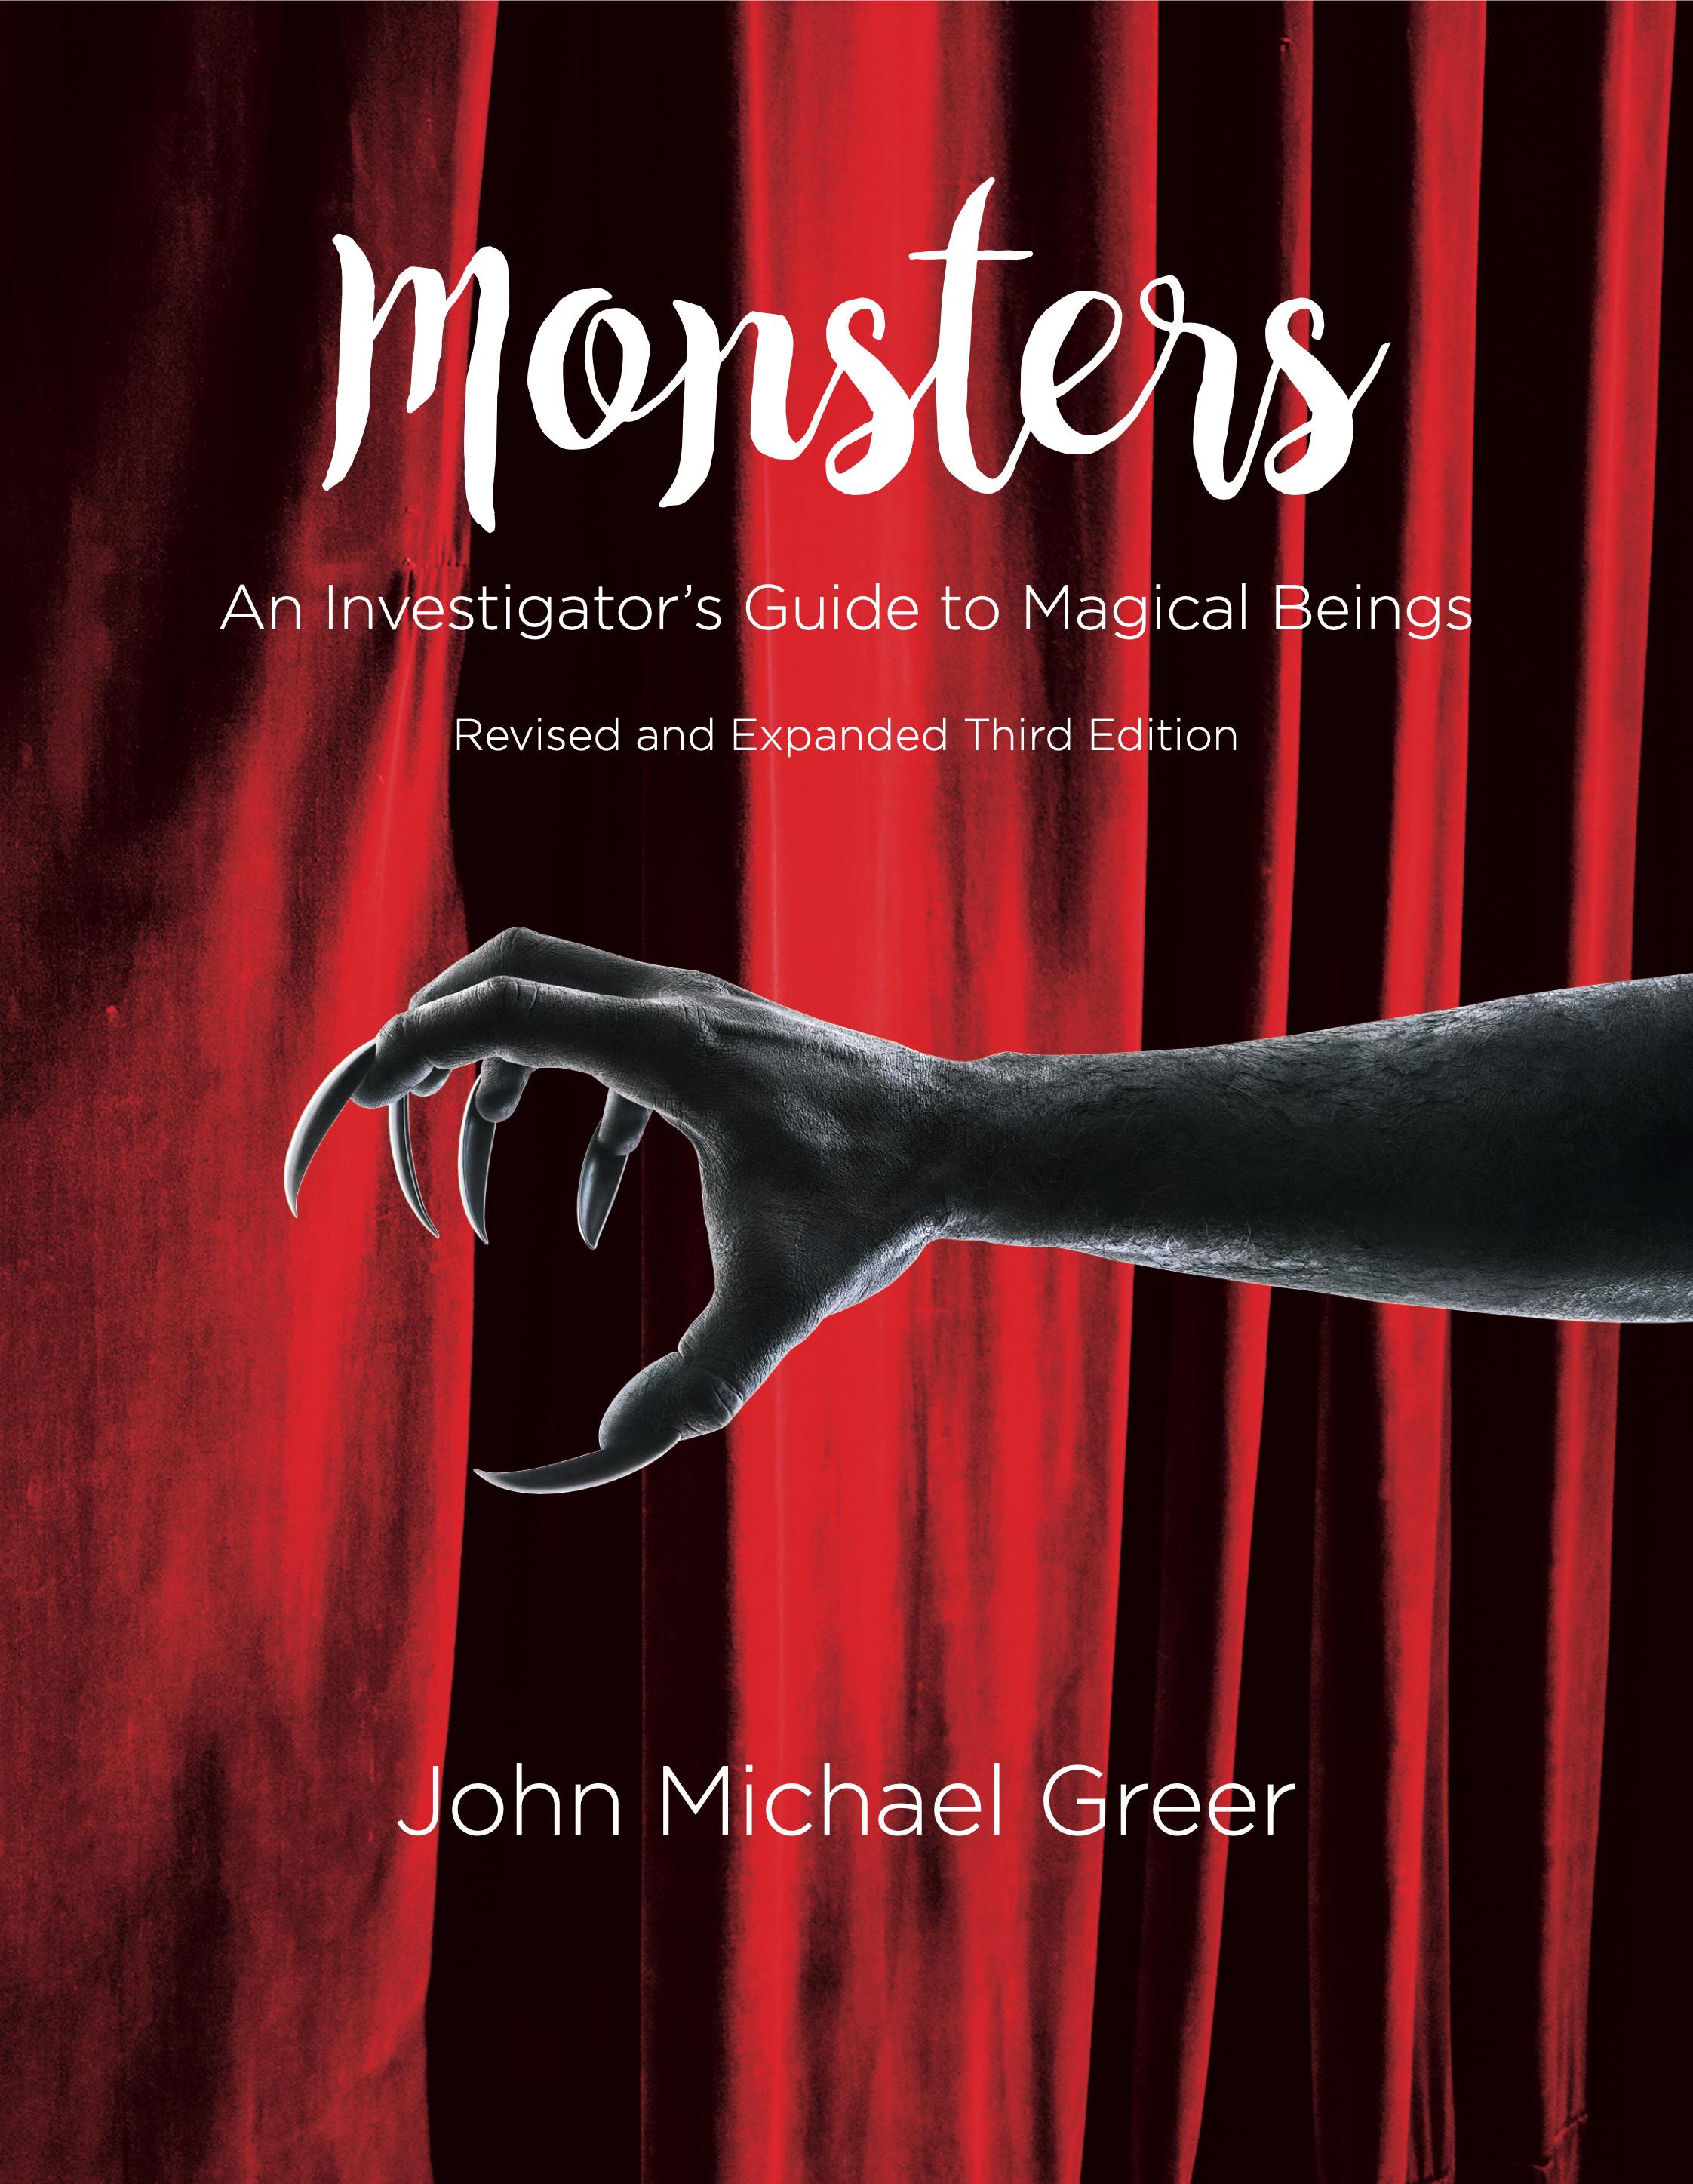 Monsters
An Investigator’s Guide to Magical Beings
Revised and Expanded Third Edition
John Michael Greer